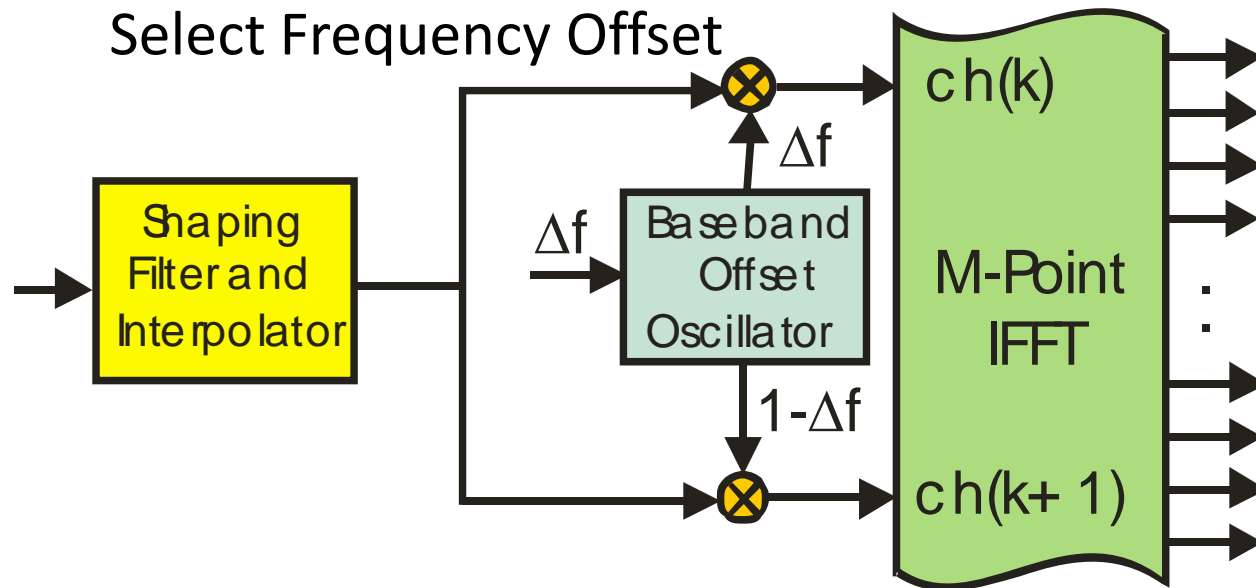 Select Frequency Offset
ch(k)
Δf
Shaping
Filter and
Interpolator
Δf
Baseband
Offset
Oscillator
M-Point
IFFT
1-Δf
ch(k+ 1)